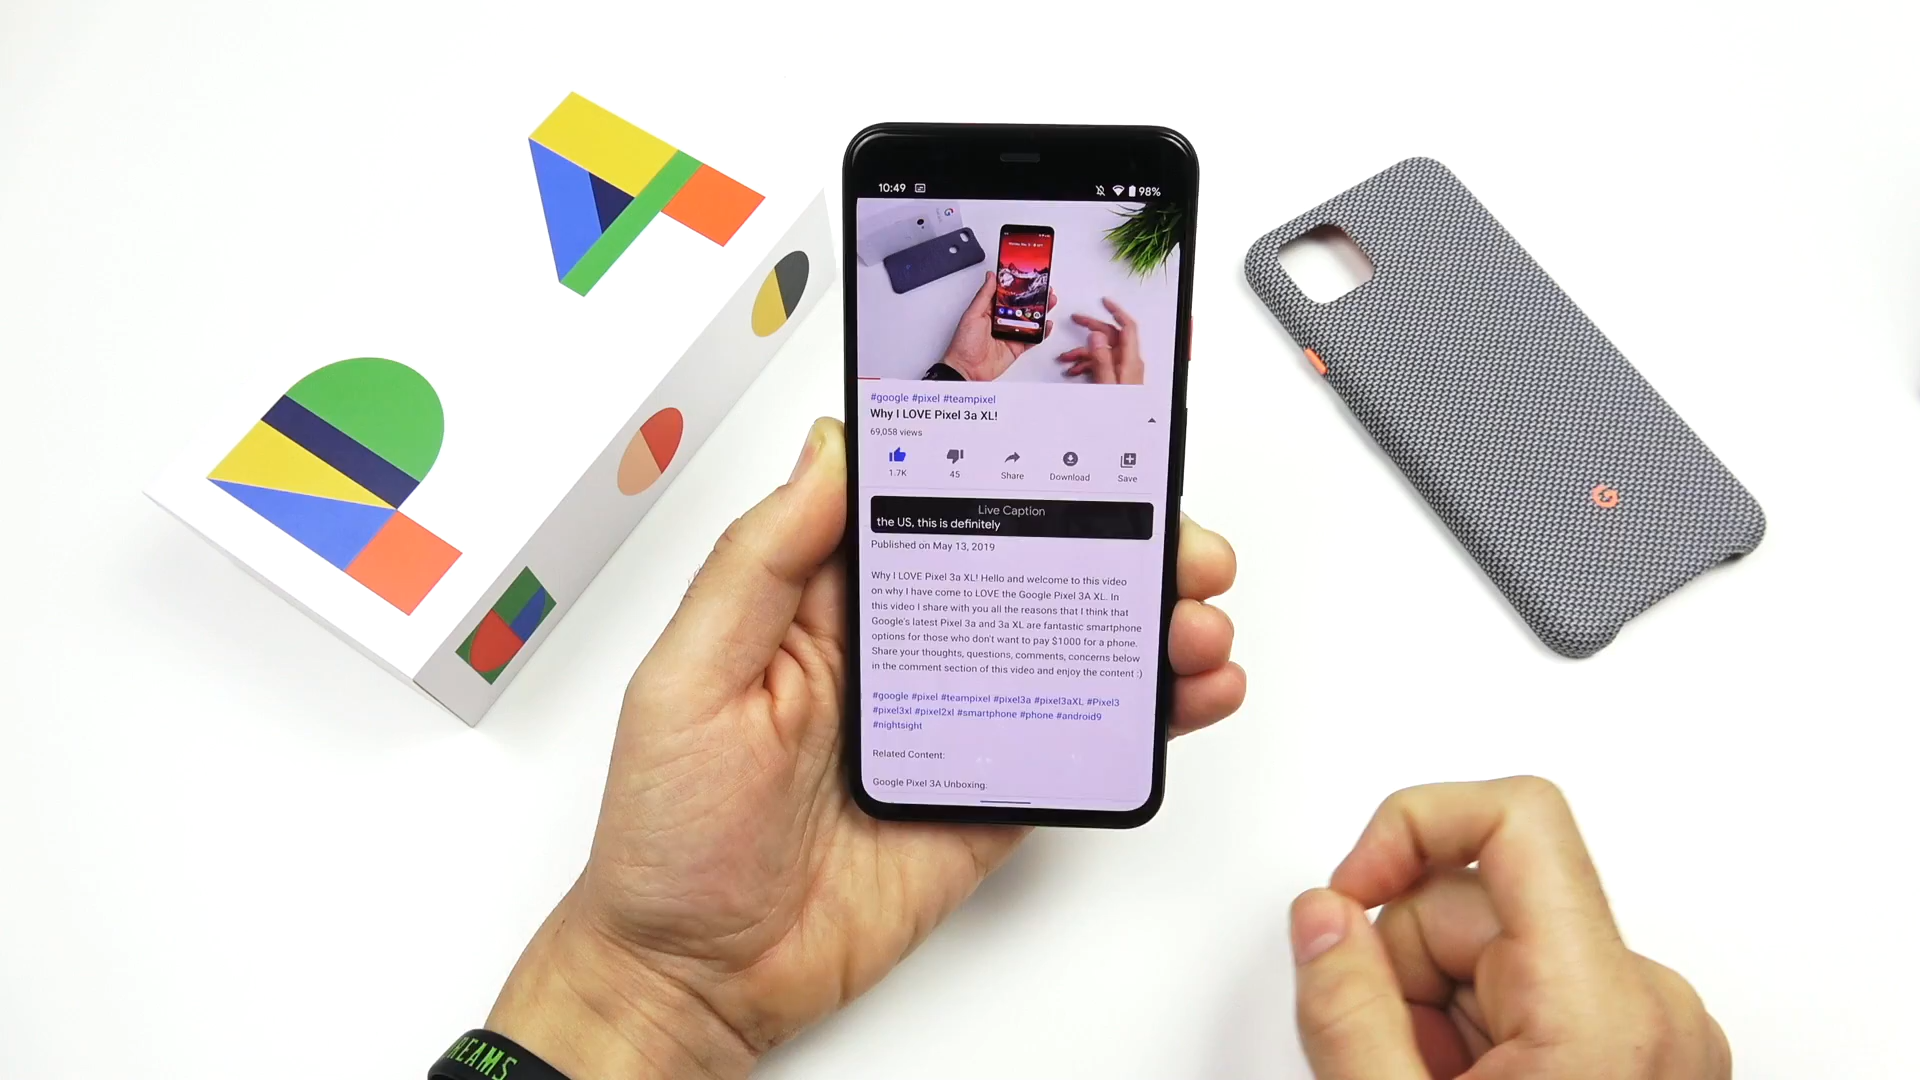 P4
10:49
98%
#google #pixel #teampixel
Why I LOVE Pixel 3a XL!
69,058 views
1.7K
45
Share
Download
Save
Live Caption
the US, this is definitely
Published on May 13, 2019
Why I LOVE Pixel 3a XL! Hello and welcome to this video
on why I have come to LOVE the Google Pixel 3A XL. In
this video I share with you all the reasons that I think that
Google's latest Pixel 3a and 3a XL are fantastic smartphone
options for those who don't want to pay $1000 for a phone.
Share your thoughts, questions, comments, concerns below
in the comment section of this video and enjoy the content :)
#google #pixel #teampixel #pixel3a #pixel3aXL #Pixel3
#pixel3xl #pixel2xl #smartphone #phone #android9
#nightsight
Related Content:
Google Pixel 3A Unboxing:
G
REAMS